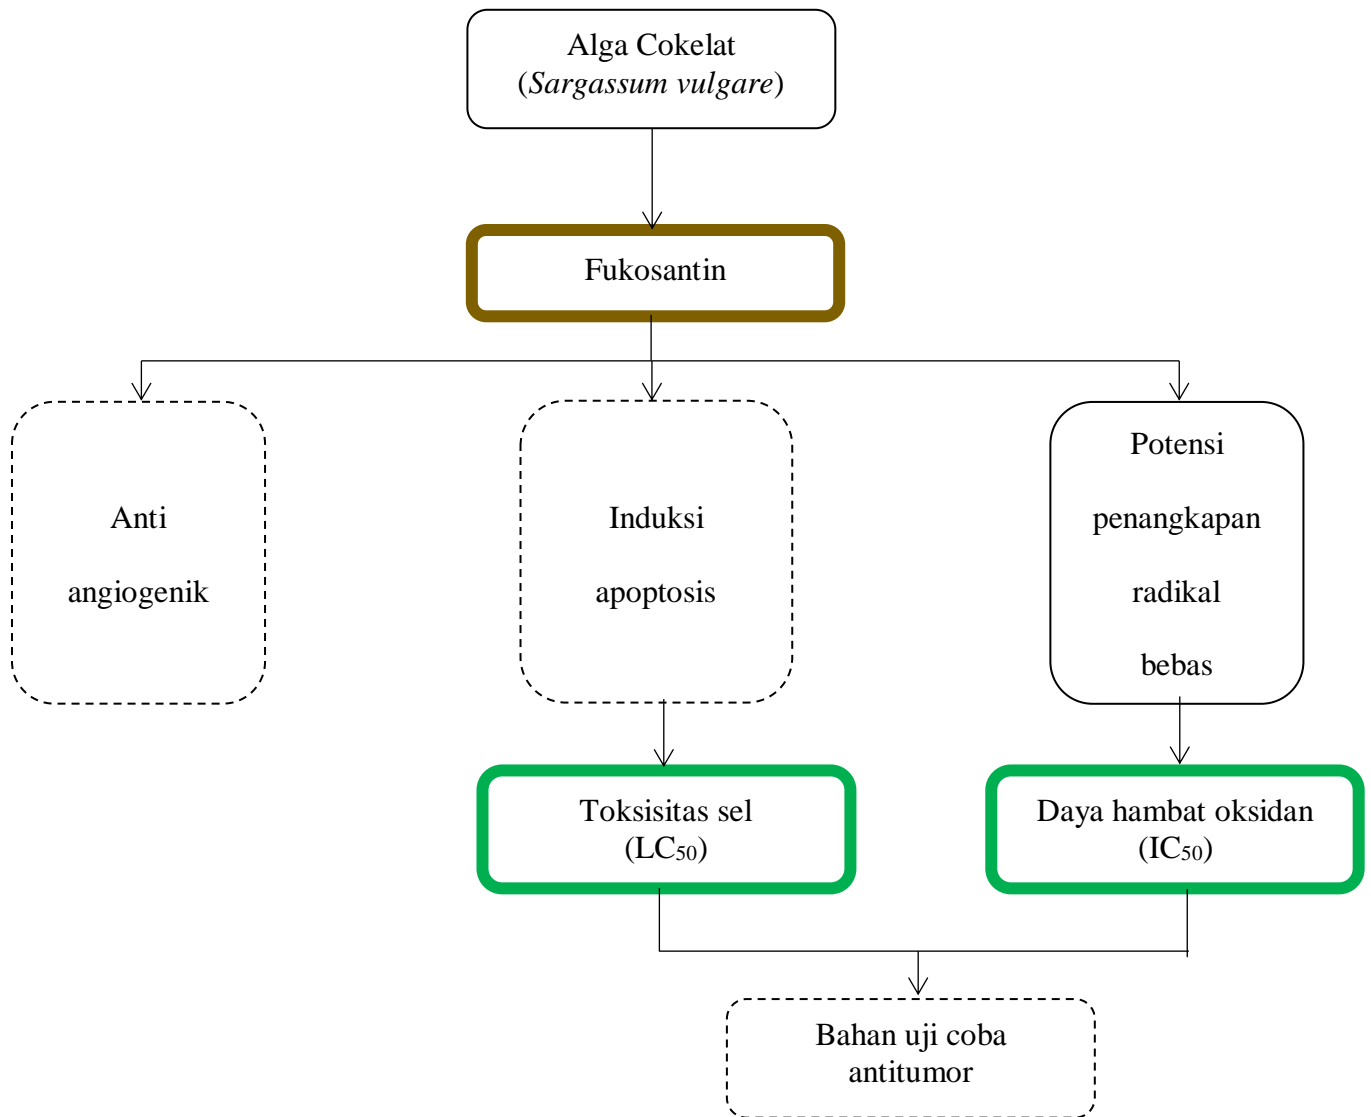 Alga Cokelat
(Sargassum vulgare)
Fukosantin
Anti
angiogenik
Induksi
apoptosis
Potensi
penangkapan
radikal
bebas
Toksisitas sel
(LC₅₀)
Daya hambat oksidan
(IC₅₀)
Bahan uji coba
antitumor